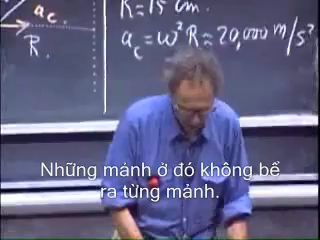 a_c
R.
R = 15 cm.
a_c = ω²R ≈ 20,000 m/s²
Những mảnh ở đó không bể
ra từng mảnh.